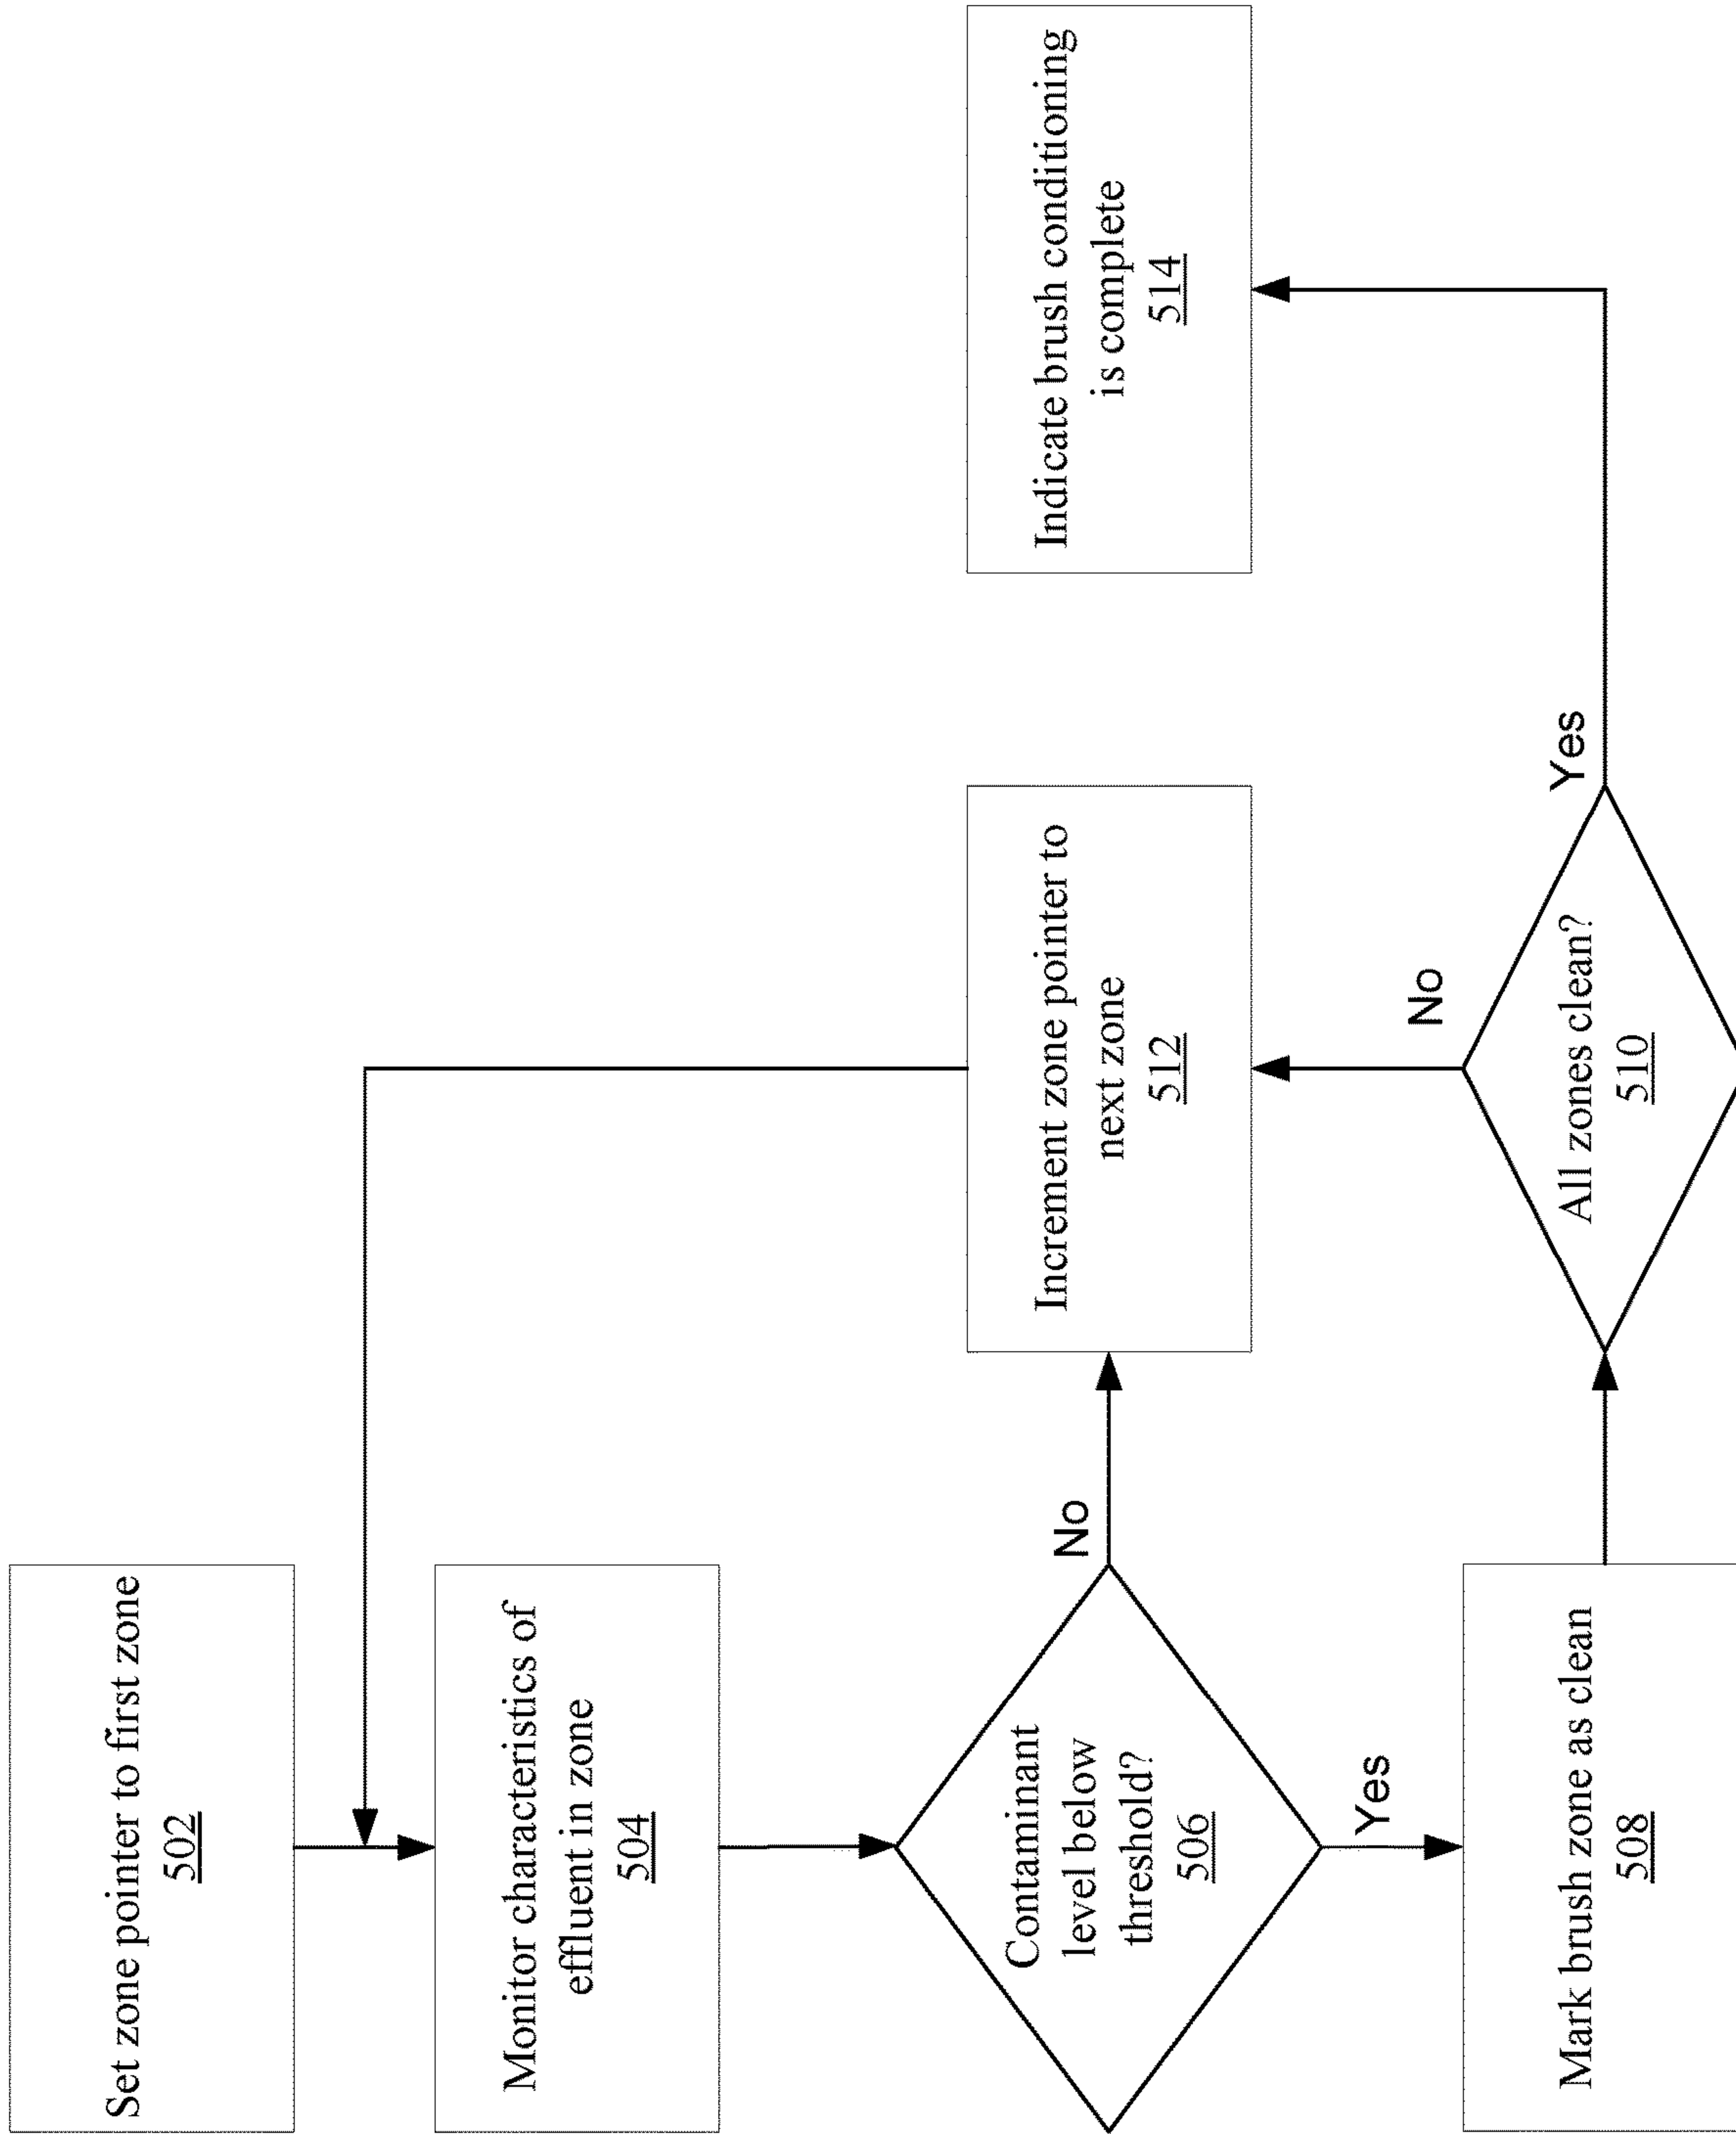 Set zone pointer to first zone
502
Monitor characteristics of
effluent in zone
504
Contaminant
level below
threshold?
506
No
Yes
Mark brush zone as clean
508
Increment zone pointer to
next zone
512
No
All zones clean?
510
Yes
Indicate brush conditioning
is complete
514